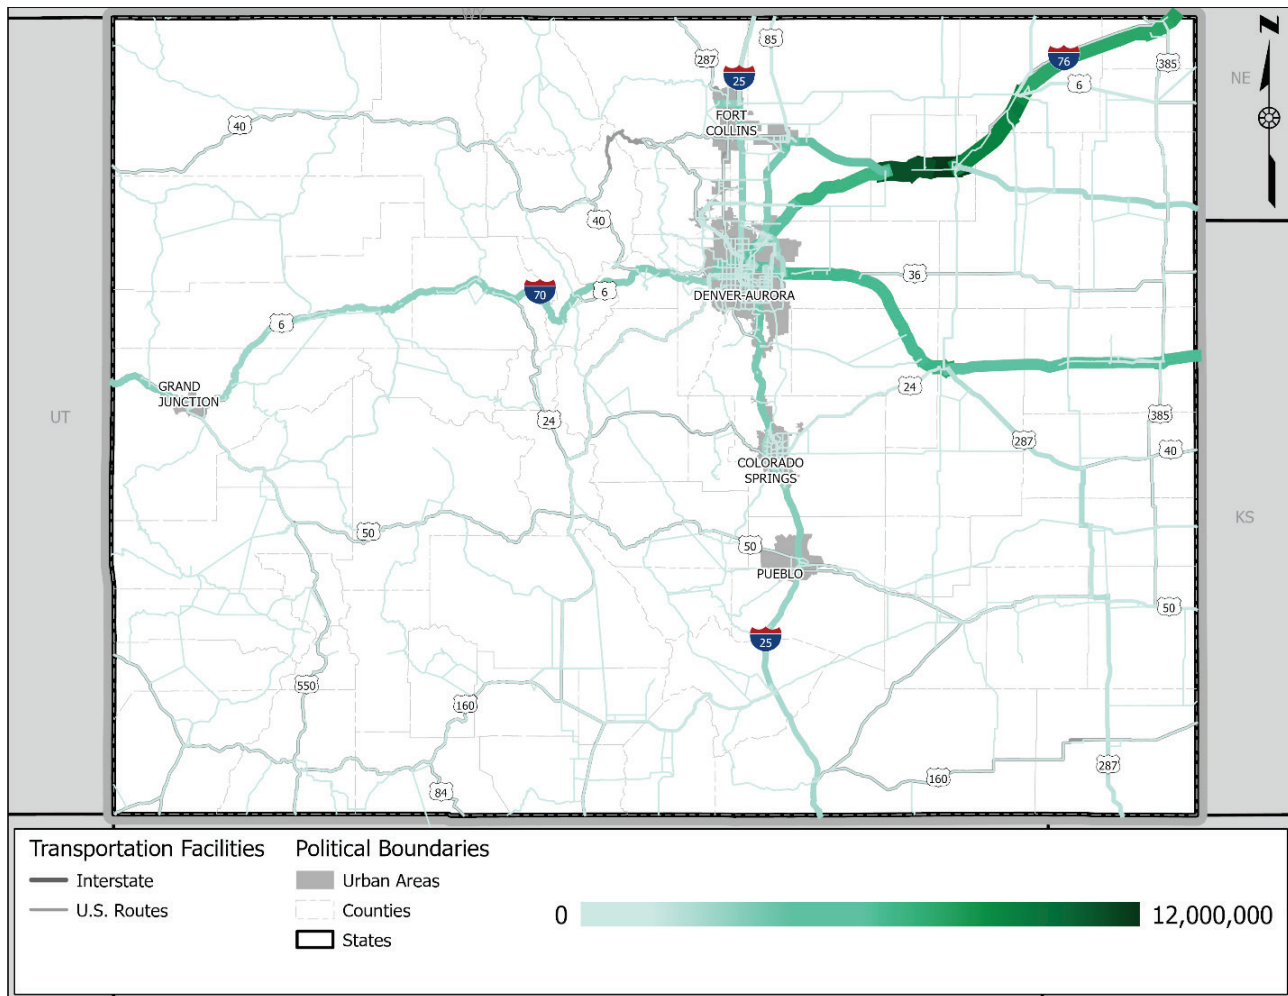 WY
85
287
25
76
385
6
NE
N
FORT
COLLINS
40
40
36
DENVER-AURORA
70
6
6
GRAND
JUNCTION
UT
24
24
385
287
40
COLORADO
SPRINGS
50
50
PUEBLO
KS
50
25
550
160
287
160
84
Transportation Facilities
Interstate
U.S. Routes
Political Boundaries
Urban Areas
Counties
States
0
12,000,000